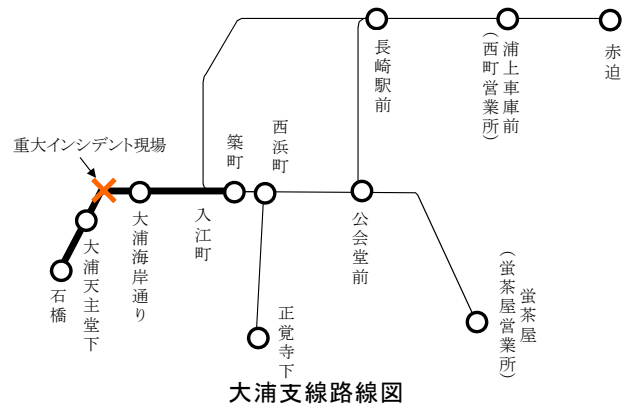 長崎駅前
浦上車庫前
(西町営業所)
赤迫
重大インシデント現場
築町
西浜町
石橋
大浦天主堂下
大浦海岸通り
入江町
正覚寺下
公会堂前
蛍茶屋
(蛍茶屋営業所)
大浦支線路線図